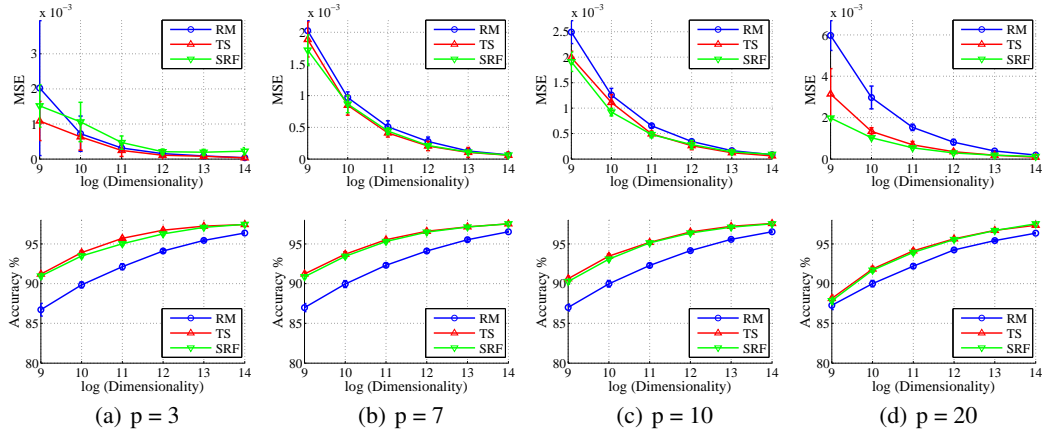 x 10⁻³
MSE
4
3
2
1
0
9 10 11 12 13 14
log (Dimensionality)
RM
TS
SRF
x 10⁻³
MSE
2
1.5
1
0.5
0
9 10 11 12 13 14
log (Dimensionality)
RM
TS
SRF
x 10⁻³
MSE
2.5
2
1.5
1
0.5
0
9 10 11 12 13 14
log (Dimensionality)
RM
TS
SRF
x 10⁻³
MSE
6
4
2
0
9 10 11 12 13 14
log (Dimensionality)
RM
TS
SRF
Accuracy %
95
90
85
80
9 10 11 12 13 14
log (Dimensionality)
RM
TS
SRF
Accuracy %
95
90
85
80
9 10 11 12 13 14
log (Dimensionality)
RM
TS
SRF
Accuracy %
95
90
85
80
9 10 11 12 13 14
log (Dimensionality)
RM
TS
SRF
Accuracy %
95
90
85
80
9 10 11 12 13 14
log (Dimensionality)
RM
TS
SRF
(a) p = 3
(b) p = 7
(c) p = 10
(d) p = 20